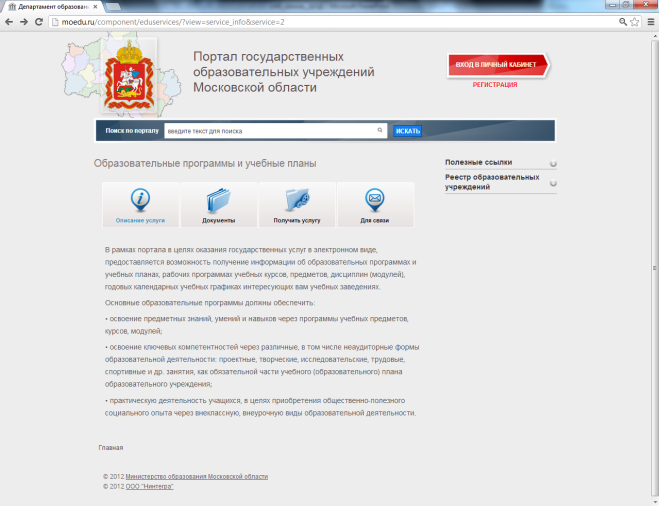 Департамент образован
moedu.ru/component/eduservices/?view=service_info&service=2
Портал государственных
образовательных учреждений
Московской области
ВХОД В ЛИЧНЫЙ КАБИНЕТ
РЕГИСТРАЦИЯ
Поиск по порталу введите текст для поиска ИСКАТЬ
Образовательные программы и учебные планы
Полезные ссылки
Реестр образовательных
учреждений
Описание услуги Документы Получить услугу Для связи
В рамках портала в целях оказания государственных услуг в электронном виде,
предоставляется возможность получение информации об образовательных программах и
учебных планах, рабочих программах учебных курсов, предметов, дисциплин (модулей),
годовых календарных учебных графиках интересующих вам учебных заведениях.
Основные образовательные программы должны обеспечить:
• освоение предметных знаний, умений и навыков через программы учебных предметов,
курсов, модулей;
• освоение ключевых компетентностей через различные, в том числе неаудиторные формы
образовательной деятельности: проектные, творческие, исследовательские, трудовые,
спортивные и др. занятия, как обязательной части учебного (образовательного) плана
образовательного учреждения;
• практическую деятельность учащихся, в целях приобретения общественно-полезного
социального опыта через внеклассную, внеурочную виды образовательной деятельности.
Главная
© 2012 Министерство образования Московской области
© 2012 ООО "Нинтегра"